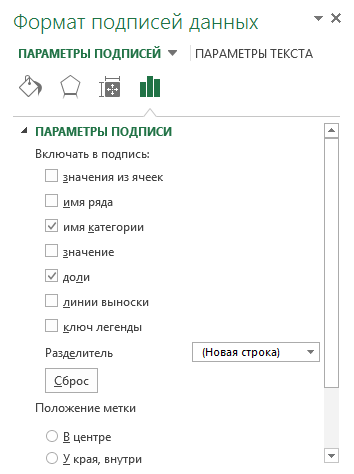 Формат подписей данных
ПАРАМЕТРЫ ПОДПИСЕЙ ПАРАМЕТРЫ ТЕКСТА
ПАРАМЕТРЫ ПОДПИСИ
Включать в подпись:
значения из ячеек
имя ряда
имя категории
значение
доли
линии выноски
ключ легенды
Разделитель (Новая строка)
Сброс
Положение метки
В центре
У края, внутри